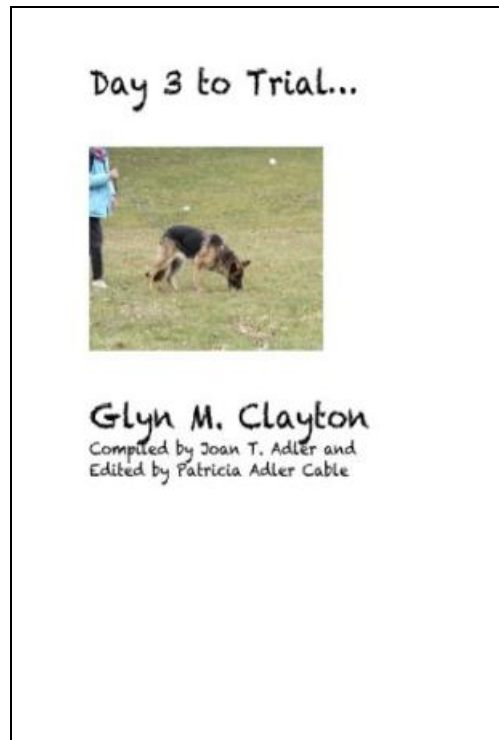 Day 3 to Trial...
Glyn M. Clayton
Compiled by Joan T. Adler and
Edited by Patricia Adler Cable